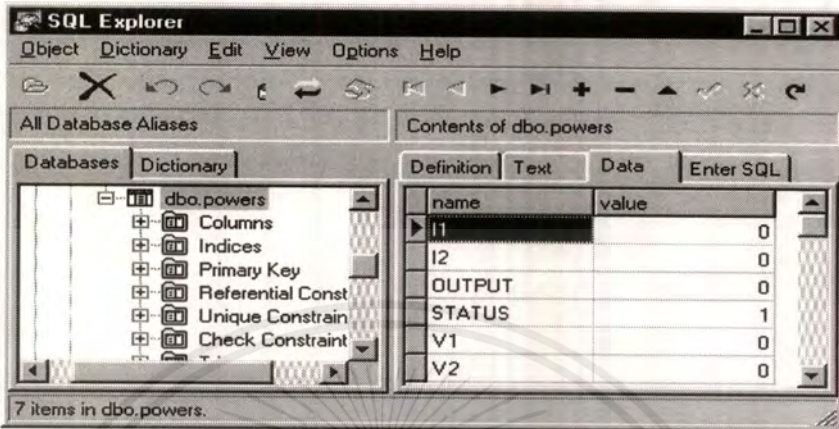 SQL Explorer
Object Dictionary Edit View Options Help
All Database Aliases
Contents of dbo.powers
Databases Dictionary
Definition Text Data Enter SQL
dbo.powers
Columns
Indices
Primary Key
Referential Const
Unique Constrain
Check Constraint
name value
I1 0
I2 0
OUTPUT 0
STATUS 1
V1 0
V2 0
7 items in dbo.powers.